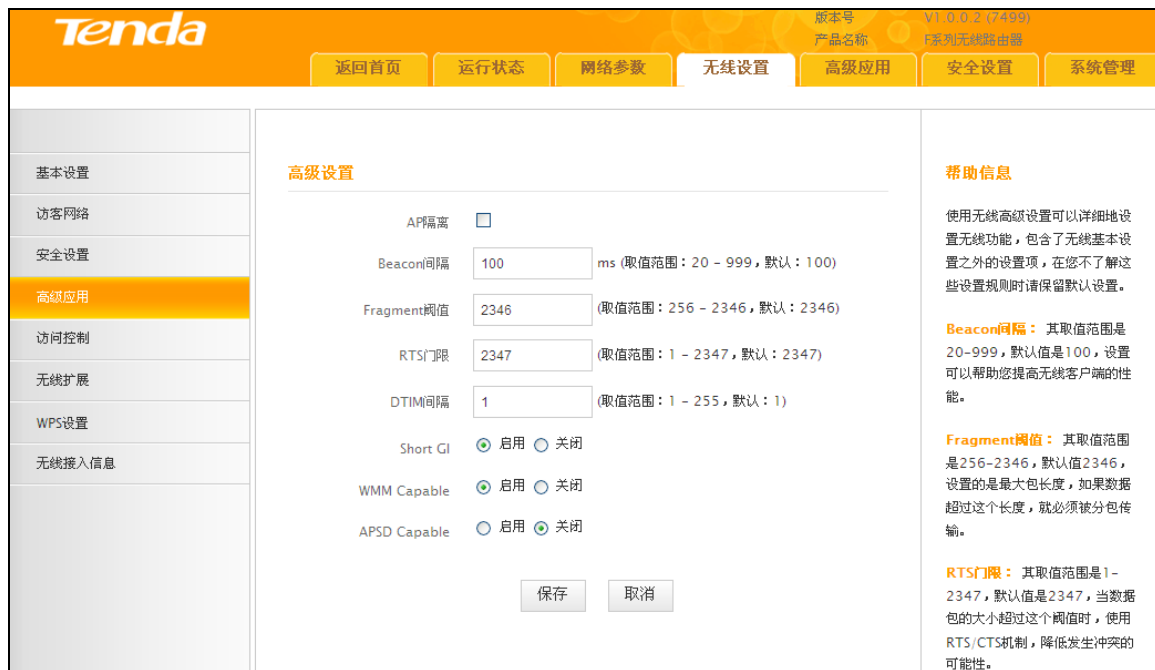 Tenda
版本号 V1.0.0.2 (7499)
产品名称 F系列无线路由器
返回首页 运行状态 网络参数 无线设置 高级应用 安全设置 系统管理
基本设置
访客网络
安全设置
高级应用
访问控制
无线扩展
WPS设置
无线接入信息
高级设置
AP隔离
Beacon间隔 100 ms (取值范围：20 - 999，默认：100)
Fragment阈值 2346 (取值范围：256 - 2346，默认：2346)
RTS门限 2347 (取值范围：1 - 2347，默认：2347)
DTIM间隔 1 (取值范围：1 - 255，默认：1)
Short GI 启用 关闭
WMM Capable 启用 关闭
APSD Capable 启用 关闭
保存 取消
帮助信息
使用无线高级设置可以详细地设
置无线功能，包含了无线基本设
置之外的设置项，在您不了解这
些设置规则时请保留默认设置。
Beacon间隔： 其取值范围是
20-999，默认值是100，设置
可以帮助您提高无线客户端的性
能。
Fragment阈值： 其取值范围
是256-2346，默认值2346，
设置的是最大包长度，如果数据
超过这个长度，就必须被分包传
输。
RTS门限： 其取值范围是1-
2347，默认值是2347，当数据
包的大小超过这个阈值时，使用
RTS/CTS机制，降低发生冲突的
可能性。